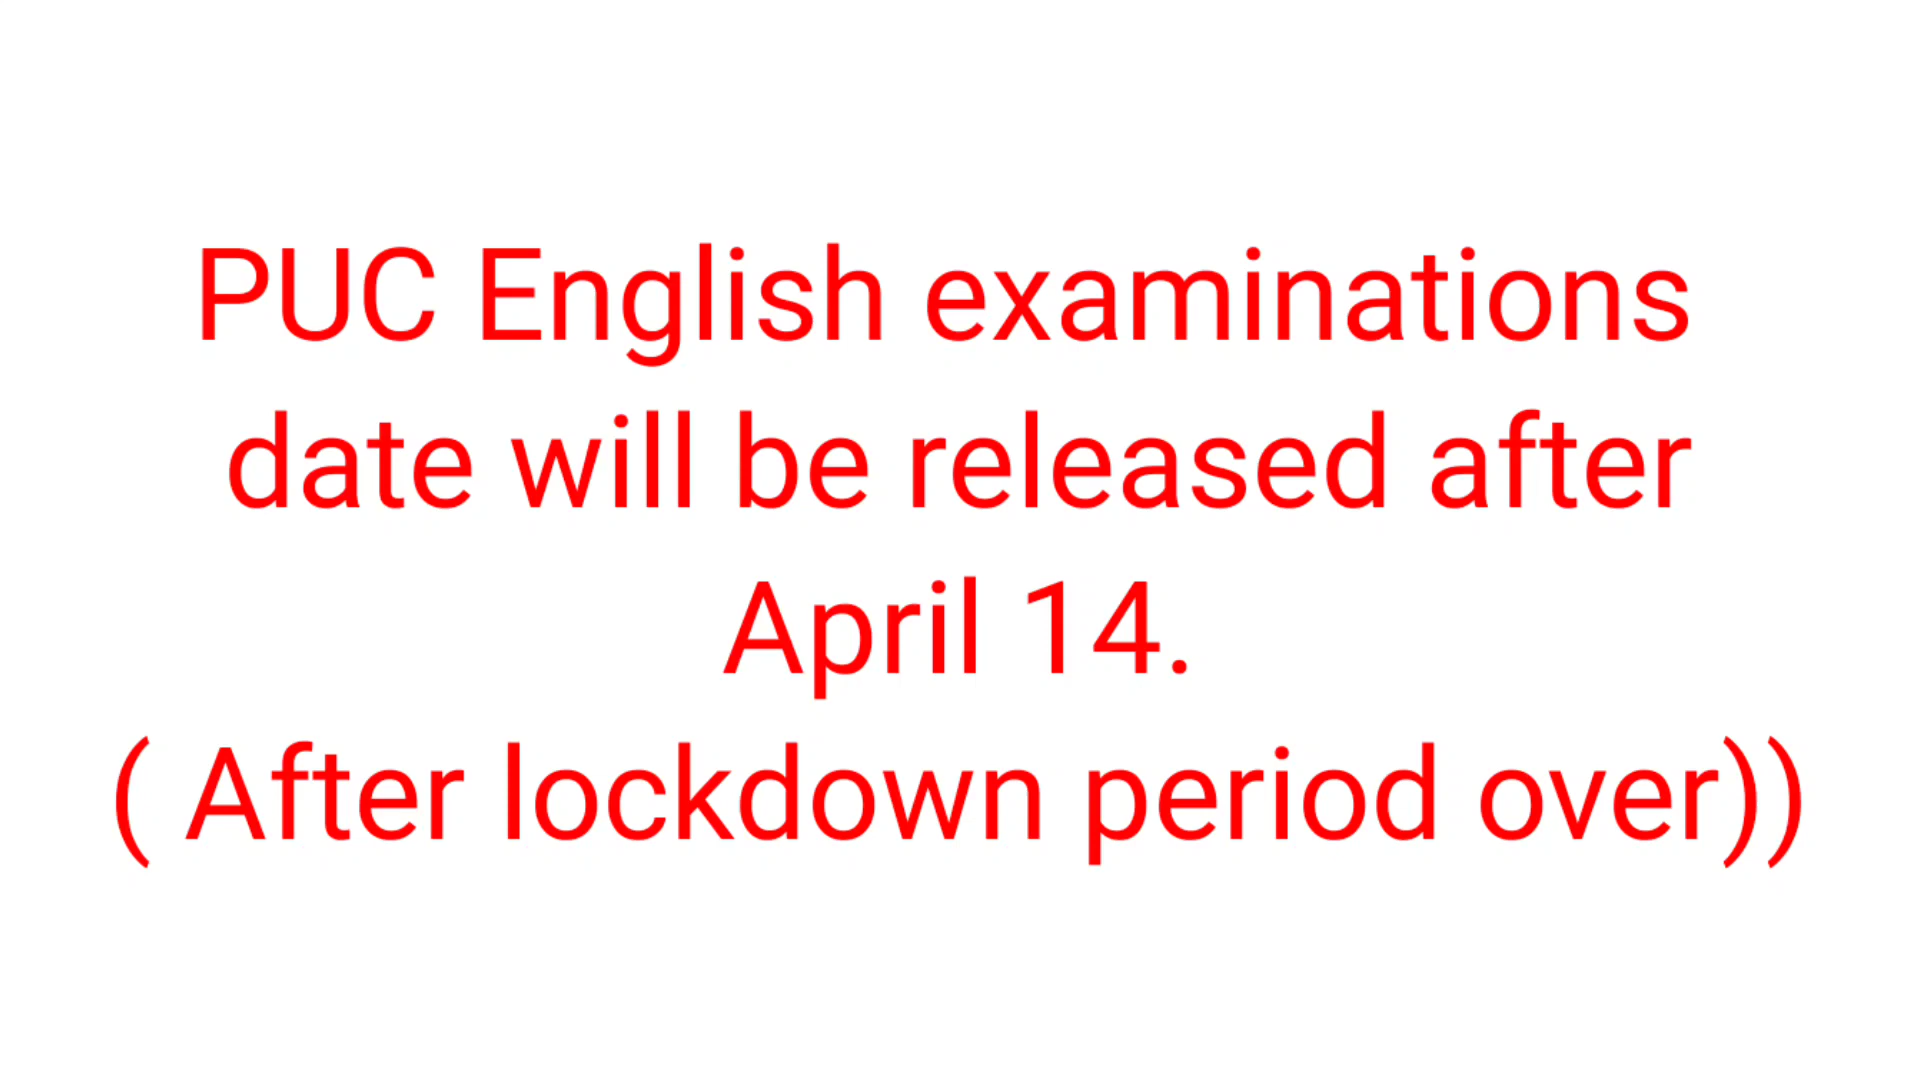 PUC English examinations
date will be released after
April 14.
( After lockdown period over))